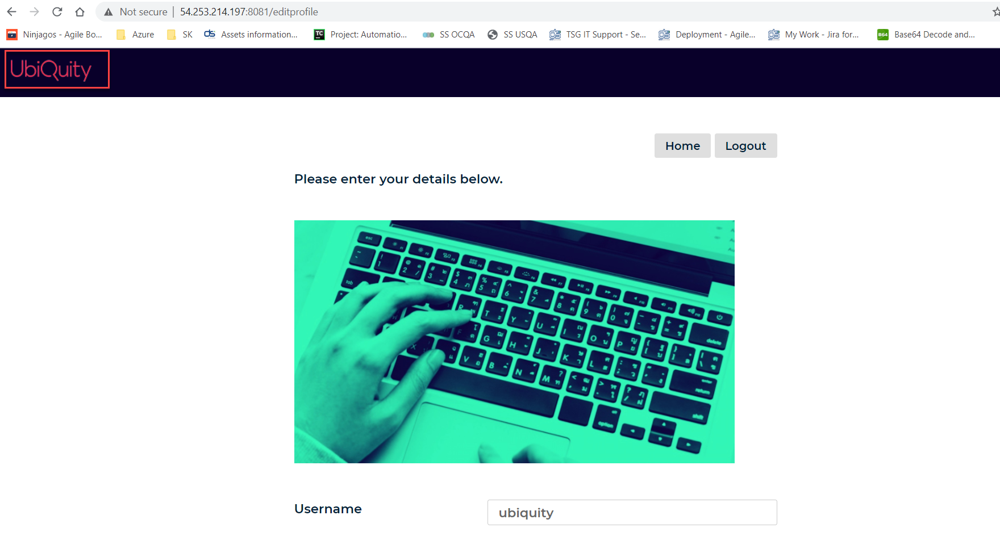 Not secure | 54.253.214.197:8081/editprofile
Ninjagos - Agile Bo... Azure SK Assets information... TC Project: Automatio... SS OCQA SS USQA TSG IT Support - Se... Deployment - Agile... My Work - Jira for... B64 Base64 Decode and...
UbiQuity
Home Logout
Please enter your details below.
Username ubiquity